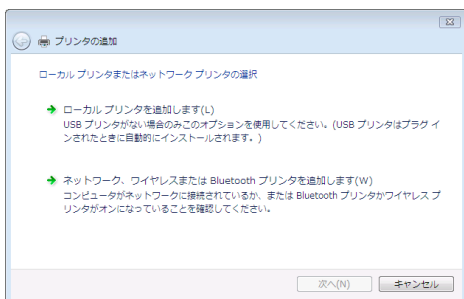 プリンタの追加
ローカル プリンタまたはネットワーク プリンタの選択
ローカル プリンタを追加します(L)
USB プリンタがない場合のみこのオプションを使用してください。(USB プリンタはプラグ イ
ンされたときに自動的にインストールされます。)
ネットワーク、ワイヤレスまたは Bluetooth プリンタを追加します(W)
コンピュータがネットワークに接続されているか、または Bluetooth プリンタかワイヤレス プ
リンタがオンになっていることを確認してください。
次へ(N) キャンセル